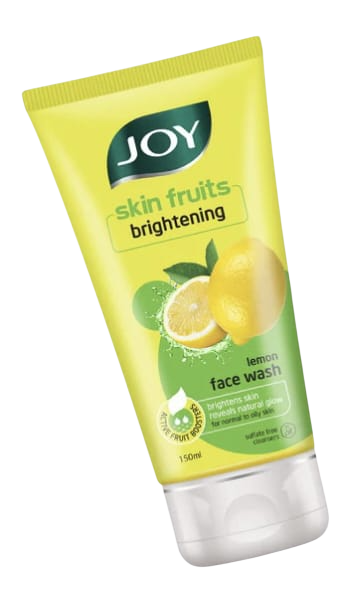 JOY
skin fruits
brightening
lemon
face wash
brightens skin
reveals natural glow
for normal to oily skin
ACTIVE FRUIT BOOSTERS
sulfate free
cleansers
150ml